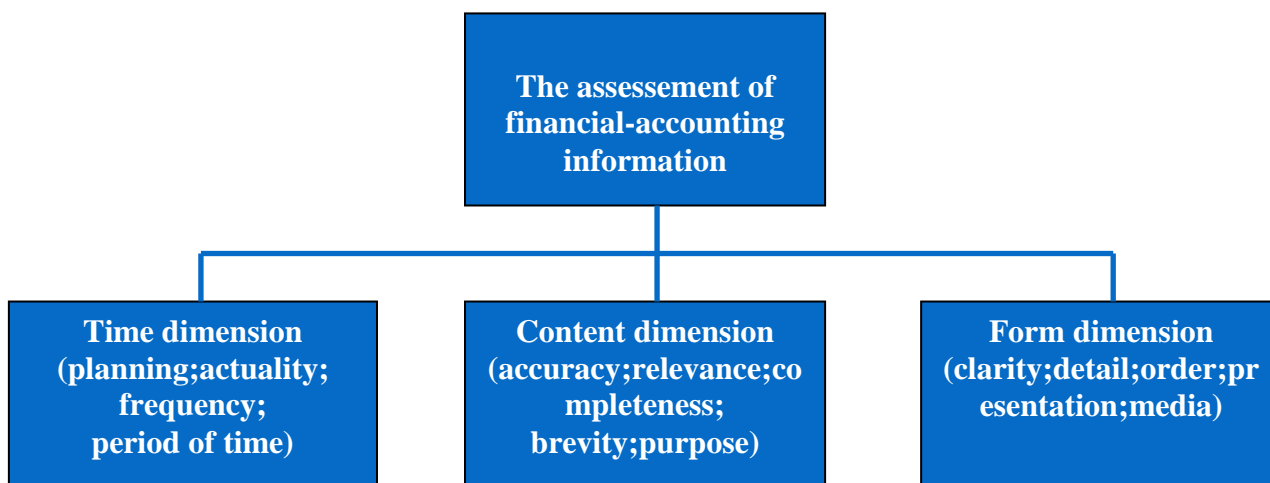 The assessement of
financial-accounting
information
Time dimension
(planning;actuality;
frequency;
period of time)
Content dimension
(accuracy;relevance;co
mpleteness;
brevity;purpose)
Form dimension
(clarity;detail;order;pr
esentation;media)